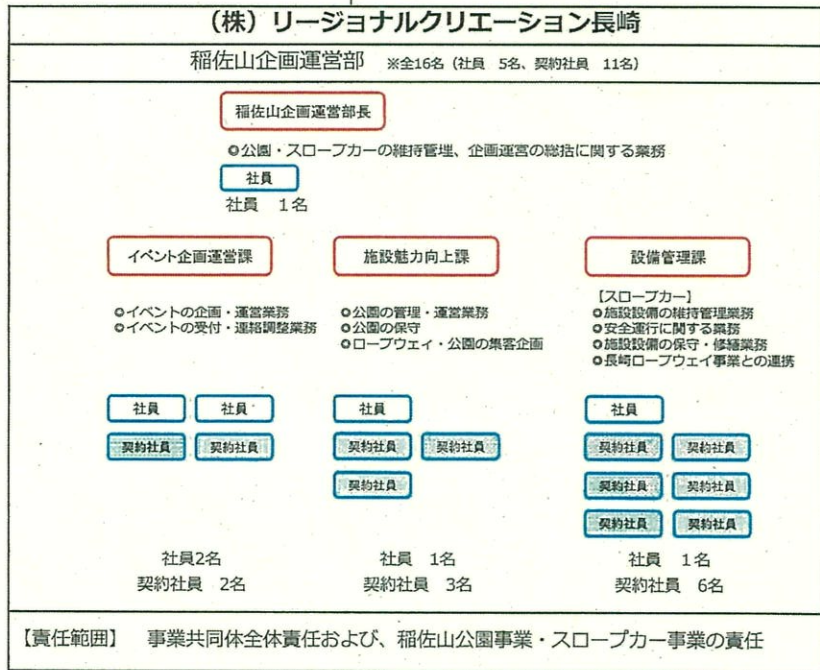 (株)リージョナルクリエーション長崎
稲佐山企画運営部 ※全16名(社員 5名、契約社員 11名)
稲佐山企画運営部長
◎公園・スロープカーの維持管理、企画運営の総括に関する業務
社員
社員 1名
イベント企画運営課
◎イベントの企画・運営業務
◎イベントの受付・連絡調整業務
社員 社員
契約社員 契約社員
社員2名
契約社員 2名
施設魅力向上課
◎公園の管理・運営業務
◎公園の保守
◎ロープウェィ・公園の集客企画
社員
契約社員 契約社員
契約社員
社員 1名
契約社員 3名
設備管理課
【スロープカー】
◎施設設備の維持管理業務
◎安全運行に関する業務
◎施設設備の保守・修繕業務
◎長崎ロープウェイ事業との連携
社員
契約社員 契約社員
契約社員 契約社員
契約社員 契約社員
社員 1名
契約社員 6名
【責任範囲】 事業共同体全体責任および、稲佐山公園事業・スロープカー事業の責任